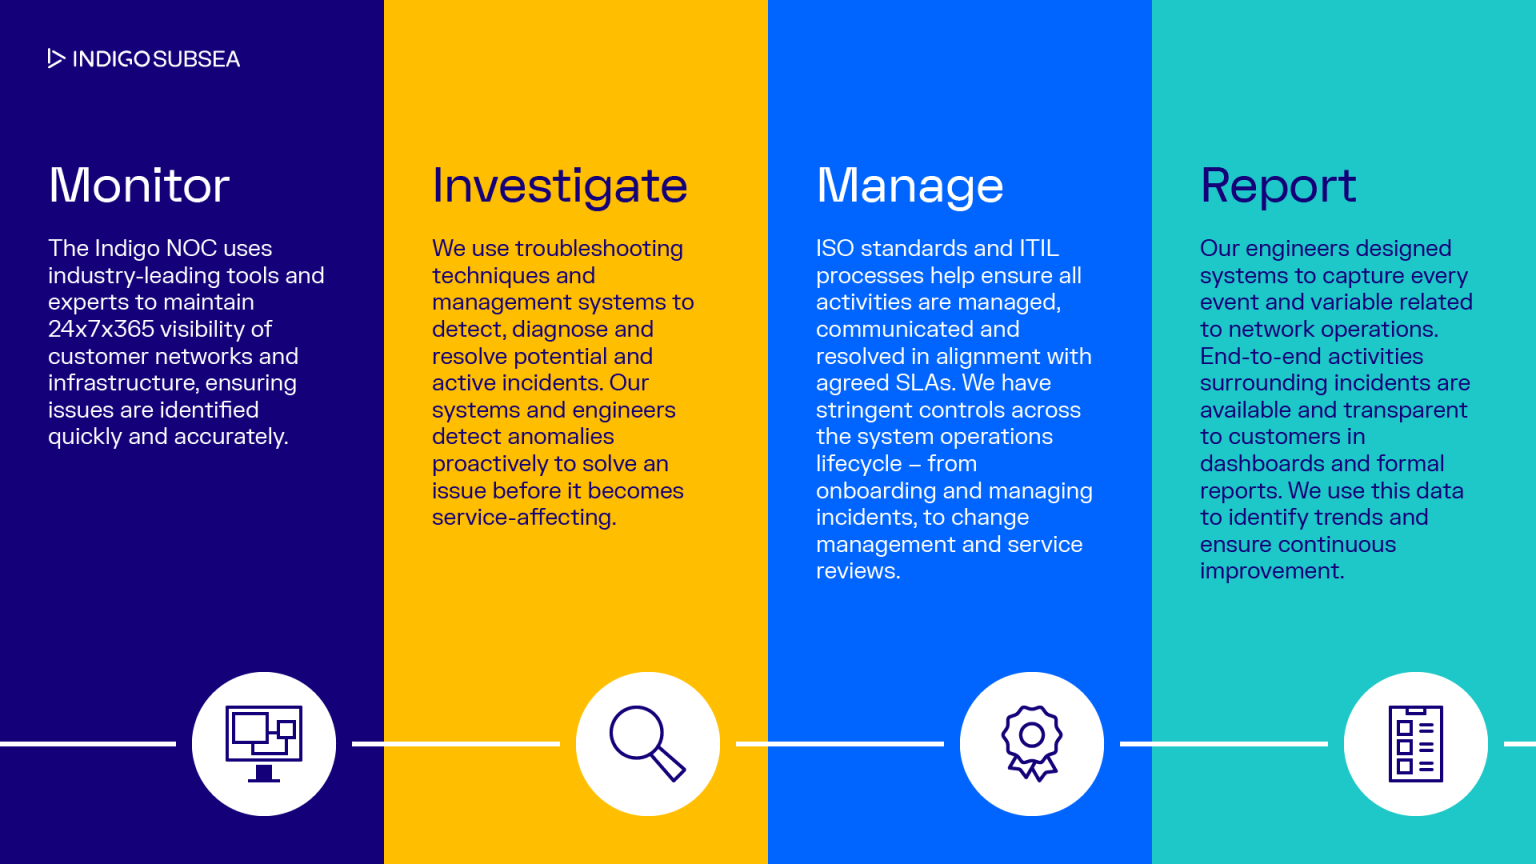 INDIGO SUBSEA
Monitor
The Indigo NOC uses
industry-leading tools and
experts to maintain
24x7x365 visibility of
customer networks and
infrastructure, ensuring
issues are identified
quickly and accurately.
Investigate
We use troubleshooting
techniques and
management systems to
detect, diagnose and
resolve potential and
active incidents. Our
systems and engineers
detect anomalies
proactively to solve an
issue before it becomes
service-affecting.
Manage
ISO standards and ITIL
processes help ensure all
activities are managed,
communicated and
resolved in alignment with
agreed SLAs. We have
stringent controls across
the system operations
lifecycle – from
onboarding and managing
incidents, to change
management and service
reviews.
Report
Our engineers designed
systems to capture every
event and variable related
to network operations.
End-to-end activities
surrounding incidents are
available and transparent
to customers in
dashboards and formal
reports. We use this data
to identify trends and
ensure continuous
improvement.